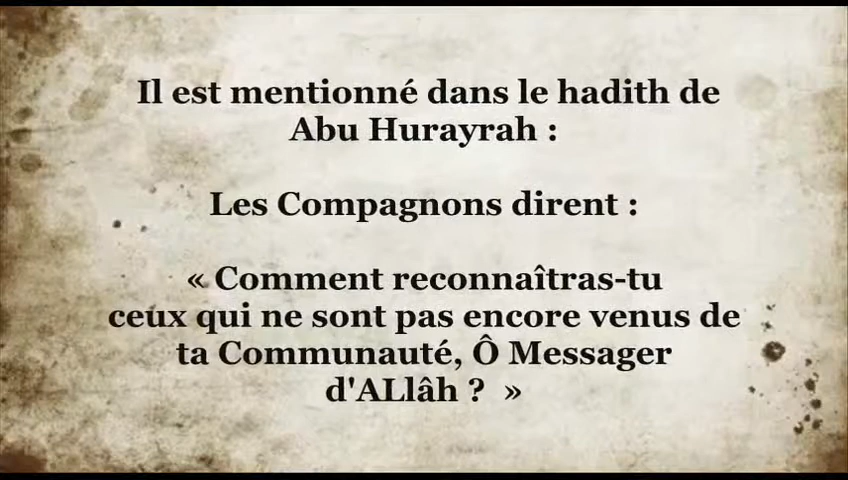 Il est mentionné dans le hadith de
Abu Hurayrah :
Les Compagnons dirent :
« Comment reconnaîtras-tu
ceux qui ne sont pas encore venus de
ta Communauté, Ô Messager
d'ALlâh ? »